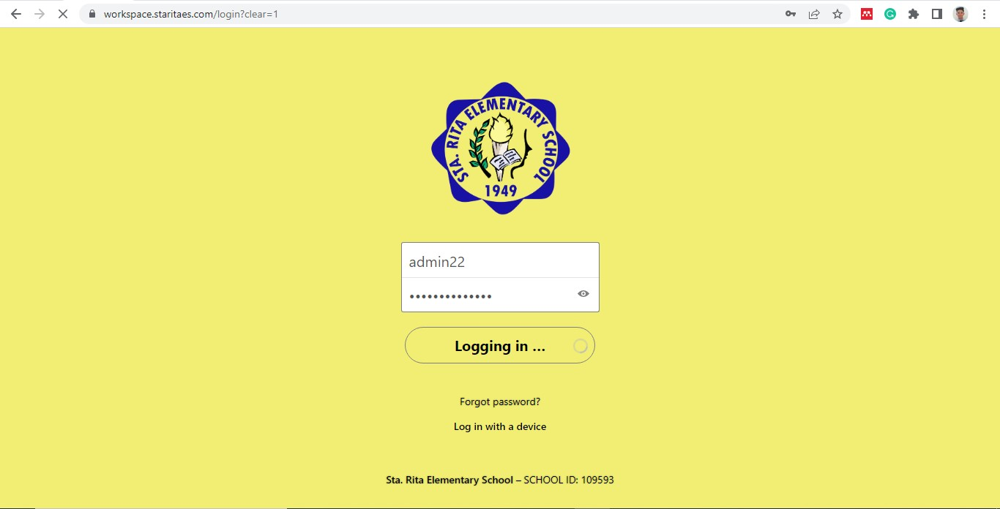 workspace.staritaes.com/login?clear=1
STA. RITA ELEMENTARY SCHOOL
1949
admin22
••••••••••••••
Logging in ...
Forgot password?
Log in with a device
Sta. Rita Elementary School – SCHOOL ID: 109593